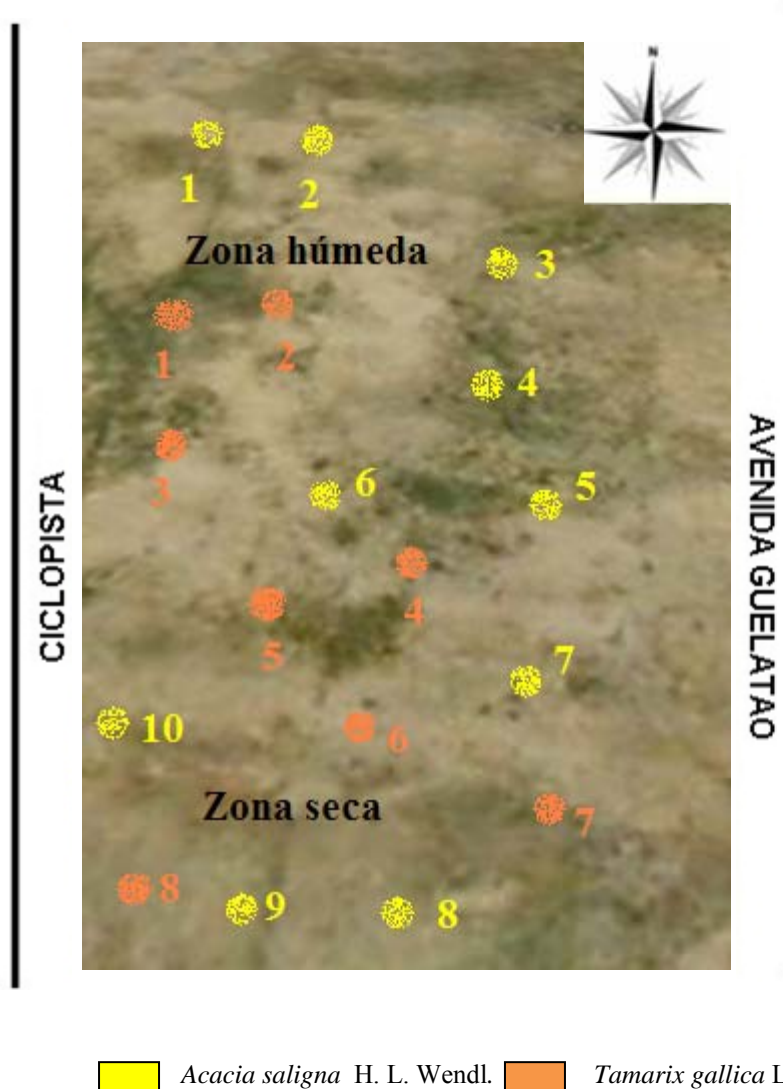 N
1
2
Zona húmeda
3
1
2
4
3
6
5
4
5
7
10
6
Zona seca
7
8
9
8
CICLOPISTA
AVENIDA GUELATAO
Acacia saligna H. L. Wendl.
Tamarix gallica L